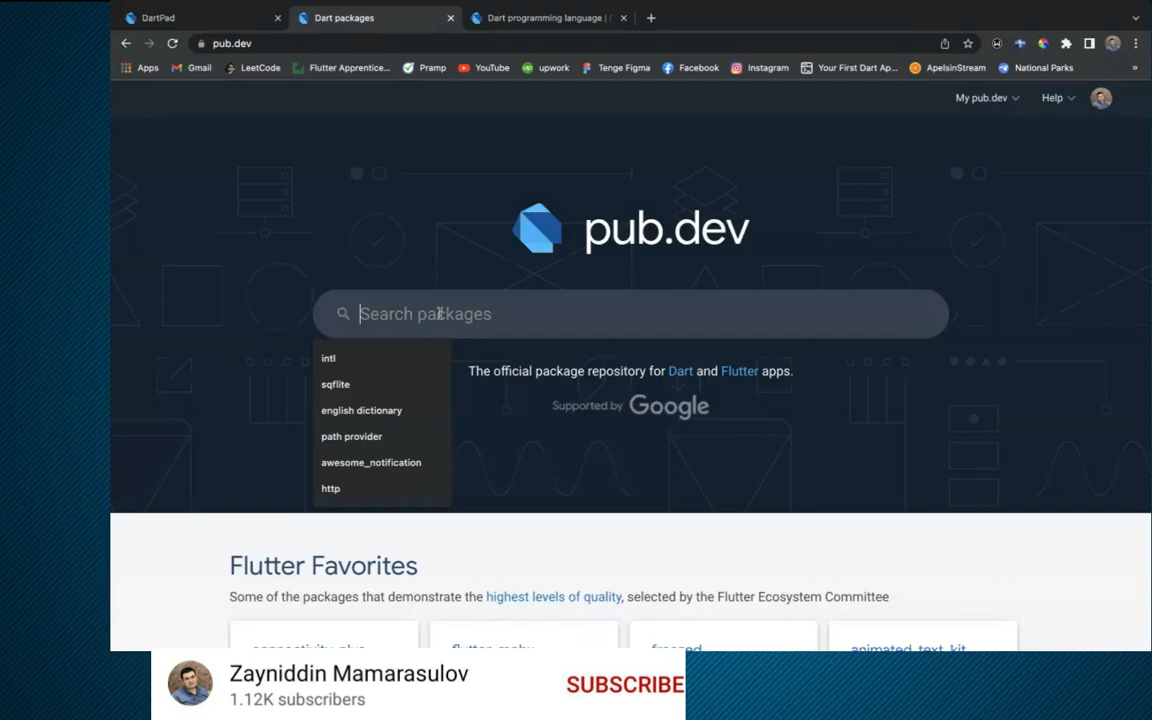 DartPad
Dart packages
Dart programming language |
pub.dev
Apps
Gmail
LeetCode
Flutter Apprentice...
Pramp
YouTube
upwork
Tenge Figma
Facebook
Instagram
Your First Dart Ap...
ApelsinStream
National Parks
»
My pub.dev
Help
pub.dev
Search packages
intl
sqflite
english dictionary
path provider
awesome_notification
http
The official package repository for Dart and Flutter apps.
Supported by Google
Flutter Favorites
Some of the packages that demonstrate the highest levels of quality, selected by the Flutter Ecosystem Committee
connectivity_plus
freezed
animated_text_kit
Zayniddin Mamarasulov
1.12K subscribers
SUBSCRIBE